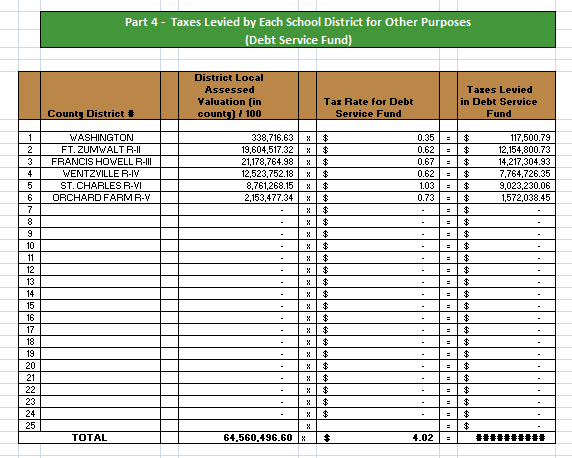 Part 4 - Taxes Levied by Each School District for Other Purposes
(Debt Service Fund)
County District #
District Local
Assessed
Valuation (in
county) / 100
Tax Rate for Debt
Service Fund
Taxes Levied
in Debt Service
Fund
1 WASHINGTON 338,716.63 x $ 0.35 = $ 117,500.79
2 FT. ZUMWALT R-II 19,604,517.32 x $ 0.62 = $ 12,154,800.73
3 FRANCIS HOWELL R-III 21,178,764.98 x $ 0.67 = $ 14,217,304.93
4 WENTZVILLE R-IV 12,523,752.18 x $ 0.62 = $ 7,764,726.35
5 ST. CHARLES R-VI 8,761,268.15 x $ 1.03 = $ 9,023,230.06
6 ORCHARD FARM R-V 2,153,477.34 x $ 0.73 = $ 1,572,038.45
7 - x $ - = $ -
8 - x $ - = $ -
9 - x $ - = $ -
10 - x $ - = $ -
11 - x $ - = $ -
12 - x $ - = $ -
13 - x $ - = $ -
14 - x $ - = $ -
15 - x $ - = $ -
16 - x $ - = $ -
17 - x $ - = $ -
18 - x $ - = $ -
19 - x $ - = $ -
20 - x $ - = $ -
21 - x $ - = $ -
22 - x $ - = $ -
23 - x $ - = $ -
24 - x $ - = $ -
25 x = $ -
TOTAL 64,560,496.60 x $ 4.02 = ##########